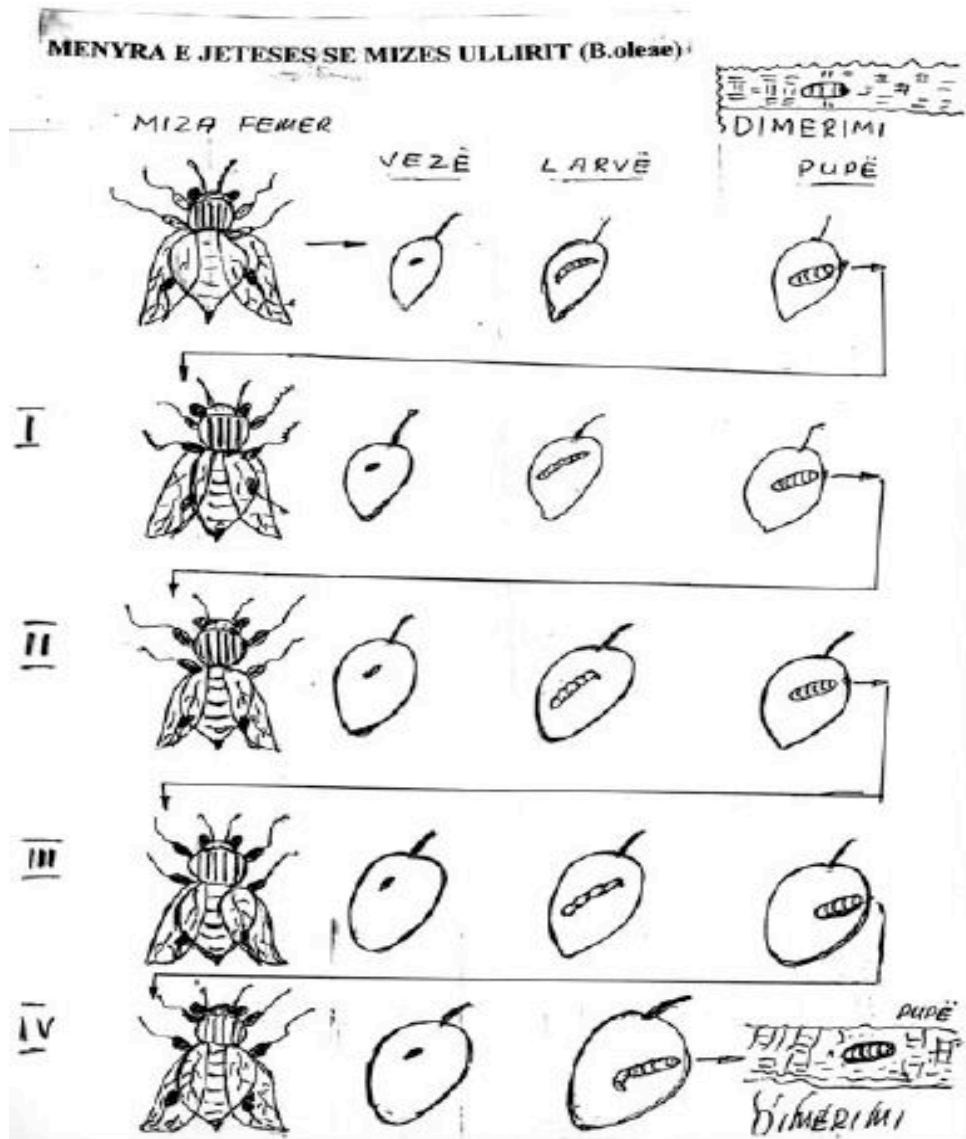 MENYRA E JETESES SE MIZES ULLIRIT (B.oleae)
DIMERIMI
MIZA FEMER
VEZË
LARVË
PUPË
I
II
III
IV
PUPË
DIMERIMI